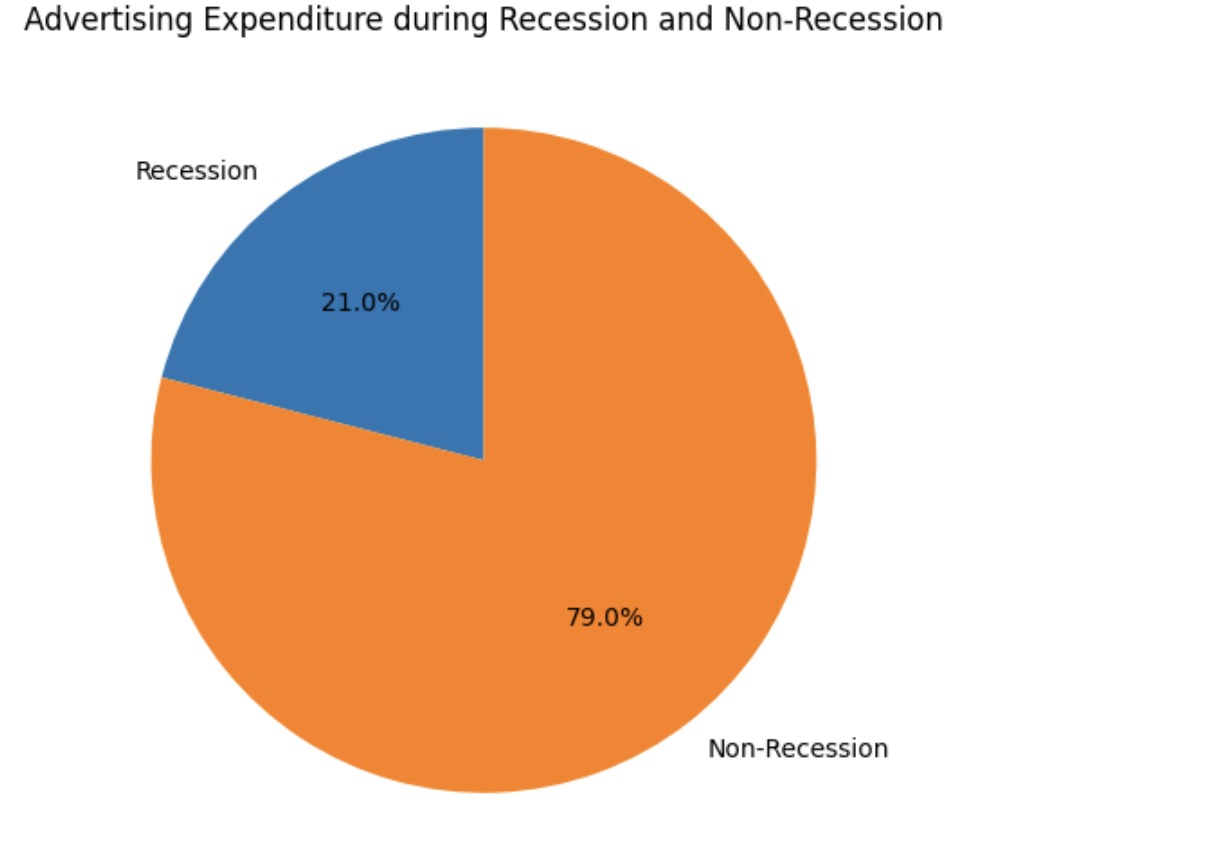 Advertising Expenditure during Recession and Non-Recession
Recession
21.0%
79.0%
Non-Recession